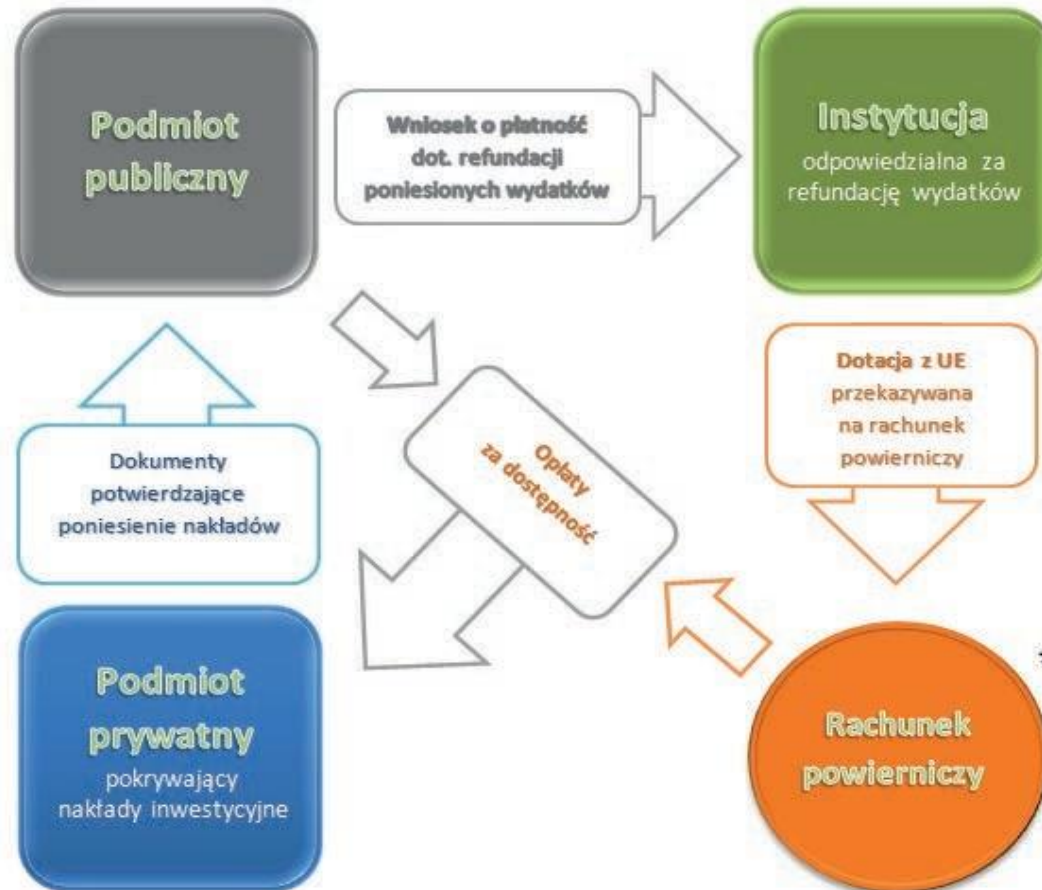 Podmiot
publiczny
Wniosek o płatność
dot. refundacji
poniesionych wydatków
Instytucja
odpowiedzialna za
refundację wydatków
Dotacja z UE
przekazywana
na rachunek
powierniczy
Dokumenty
potwierdzające
poniesienie nakładów
Opłaty
za dostępność
Podmiot
prywatny
pokrywający
nakłady inwestycyjne
*
Rachunek
powierniczy